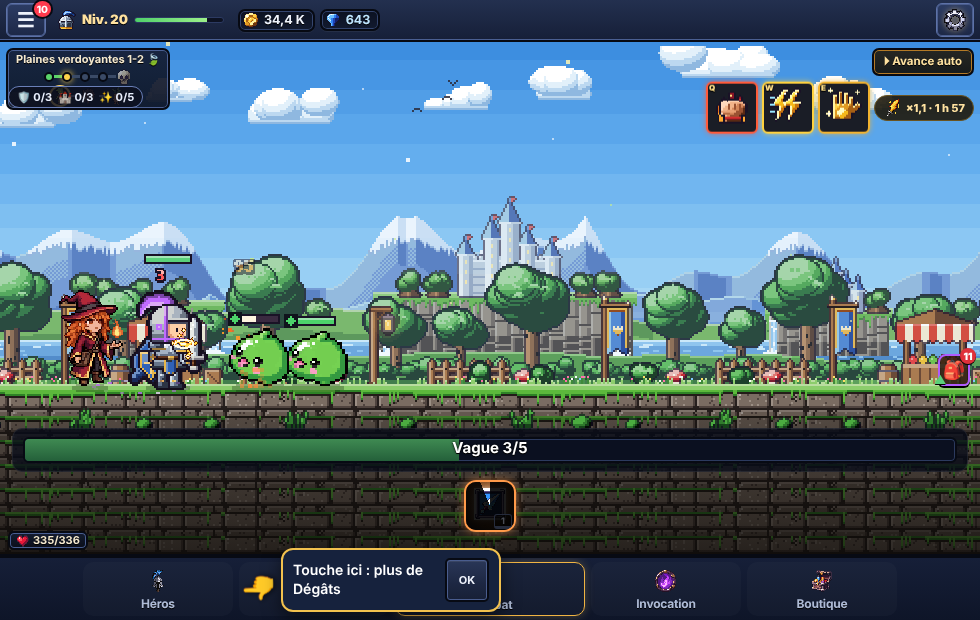 10
Niv. 20
34,4 K
643
Plaines verdoyantes 1-2
0/3
0/3
0/5
Avance auto
Q
W
E
×1,1 · 1 h 57
3
11
Vague 3/5
1
335/336
Touche ici : plus de
Dégâts
OK
Héros
Invocation
Boutique